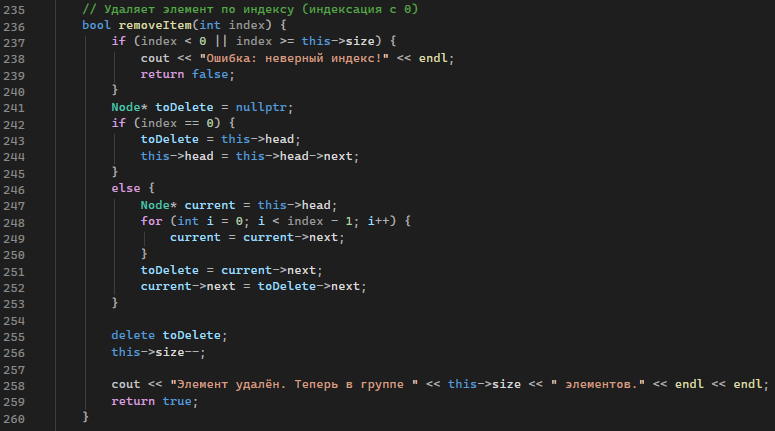 235 // Удаляет элемент по индексу (индексация с 0)
236 bool removeItem(int index) {
237 if (index < 0 || index >= this->size) {
238 cout << "Ошибка: неверный индекс!" << endl;
239 return false;
240 }
241 Node* toDelete = nullptr;
242 if (index == 0) {
243 toDelete = this->head;
244 this->head = this->head->next;
245 }
246 else {
247 Node* current = this->head;
248 for (int i = 0; i < index - 1; i++) {
249 current = current->next;
250 }
251 toDelete = current->next;
252 current->next = toDelete->next;
253 }
254
255 delete toDelete;
256 this->size--;
257
258 cout << "Элемент удалён. Теперь в группе " << this->size << " элементов." << endl << endl;
259 return true;
260 }